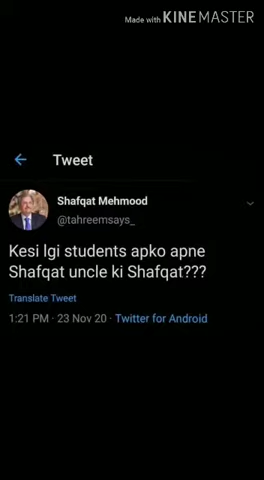 Made with KINEMASTER
Tweet
Shafqat Mehmood
@tahreemsays_
Kesi lgi students apko apne
Shafqat uncle ki Shafqat???
Translate Tweet
1:21 PM · 23 Nov 20 · Twitter for Android